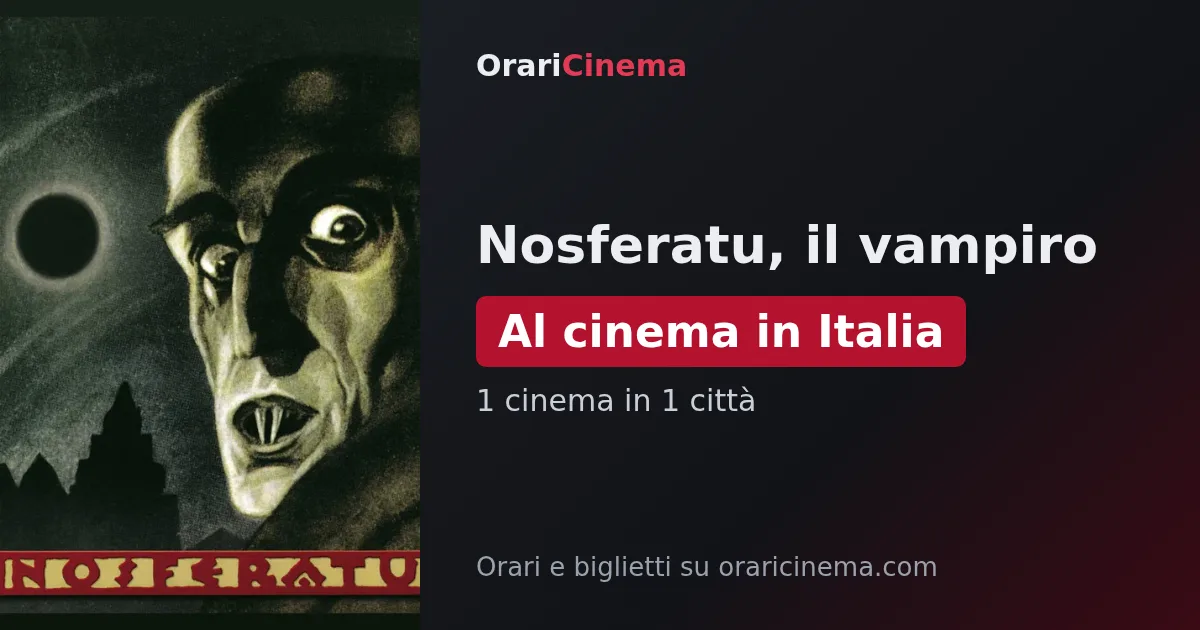 NOSFERATU
OrariCinema
Nosferatu, il vampiro
Al cinema in Italia
1 cinema in 1 città
Orari e biglietti su oraricinema.com